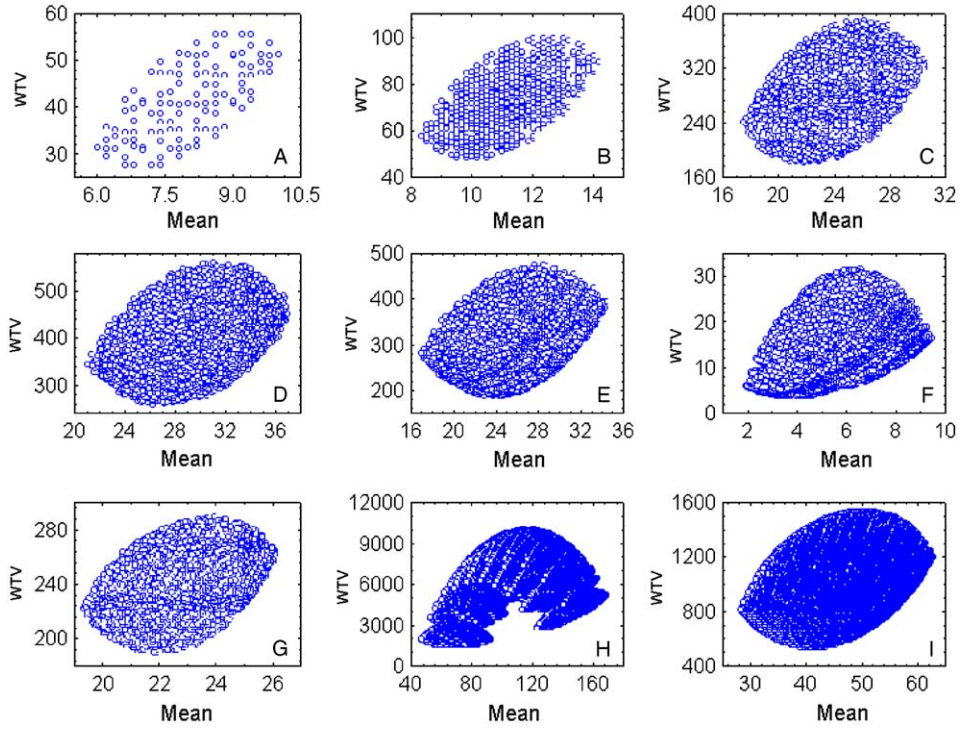 60
50
40
30
WTV
A
6.0 7.5 9.0 10.5
Mean
100
80
60
40
WTV
B
8 10 12 14
Mean
400
320
240
160
WTV
C
16 20 24 28 32
Mean
500
400
300
WTV
D
20 24 28 32 36
Mean
500
400
300
200
WTV
E
16 20 24 28 32 36
Mean
30
20
10
0
WTV
F
2 4 6 8 10
Mean
280
240
200
WTV
G
20 22 24 26
Mean
12000
9000
6000
3000
0
WTV
H
40 80 120 160
Mean
1600
1200
800
400
WTV
I
30 40 50 60
Mean